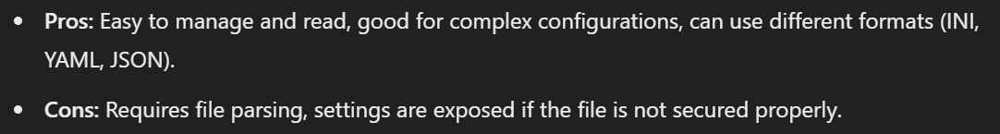 • Pros: Easy to manage and read, good for complex configurations, can use different formats (INI,
YAML, JSON).
• Cons: Requires file parsing, settings are exposed if the file is not secured properly.